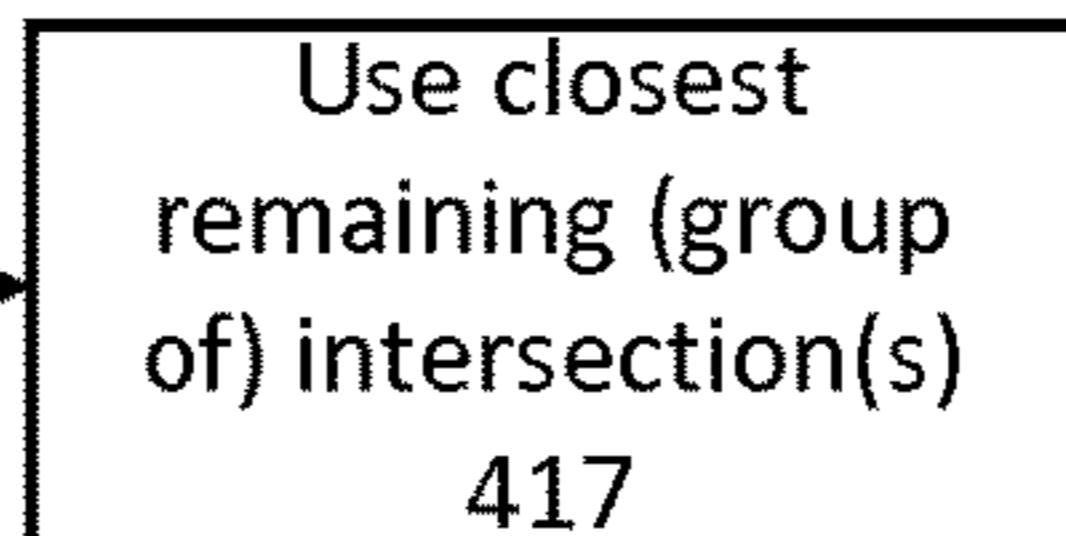 Use closest
remaining (group
of) intersection(s)
417